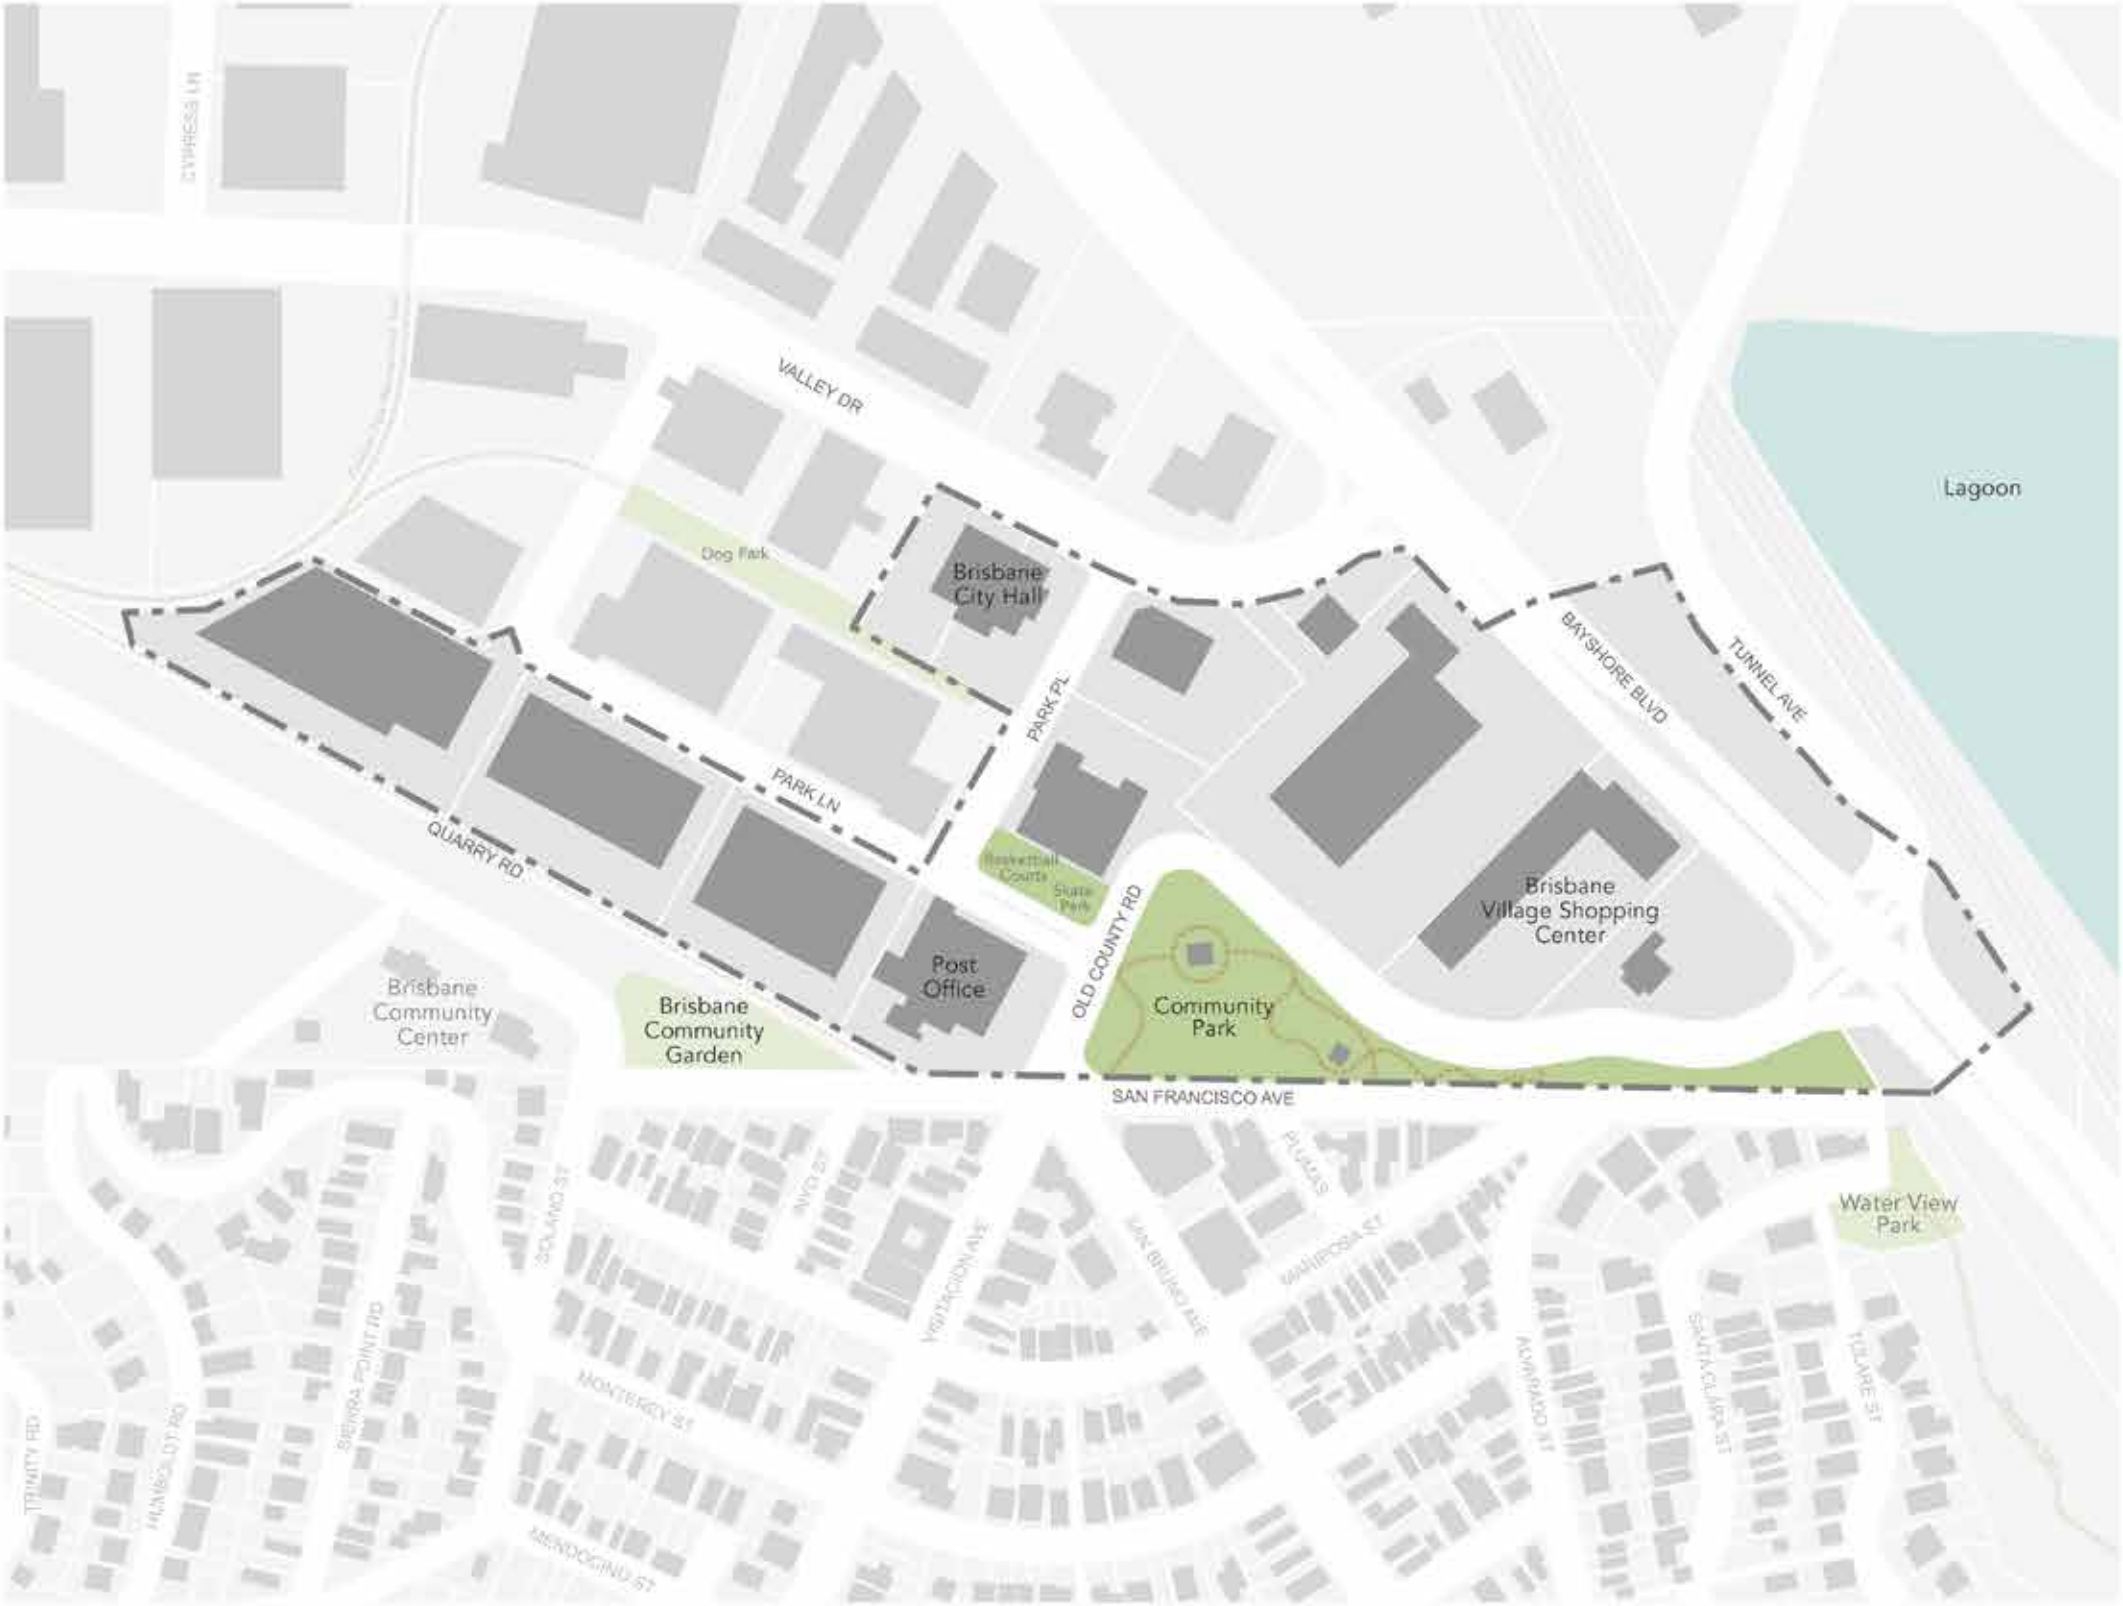 CYPRESS LN
VALLEY DR
Lagoon
Dog Park
Brisbane
City Hall
BAYSHORE BLVD
TUNNEL AVE
PARK PL
PARK LN
QUARRY RD
Basketball
Courts
Skate
Park
OLD COUNTY RD
Brisbane
Village Shopping
Center
Post
Office
Brisbane
Community
Center
Brisbane
Community
Garden
Community
Park
SAN FRANCISCO AVE
PLUMAS
INYO ST
SOLANO ST
VISITACION AVE
SAN BRUNO AVE
MARIPOSA ST
Water View
Park
SIERRA POINT RD
MONTEREY ST
ALVARADO ST
SANTA CLARA ST
TULARE ST
TRINITY RD
HUMBOLDT RD
MENDOCINO ST